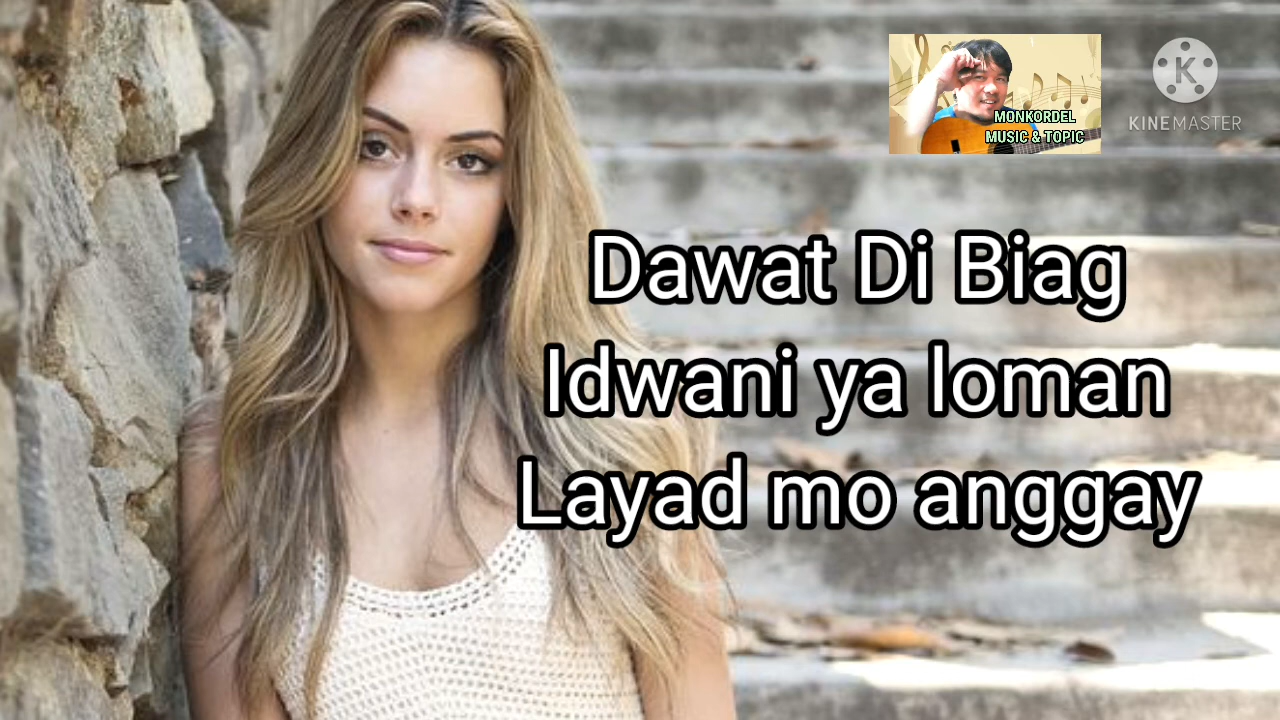 MONKORDEL
MUSIC & TOPIC
K
KINEMASTER
Dawat Di Biag
Idwani ya loman
Layad mo anggay